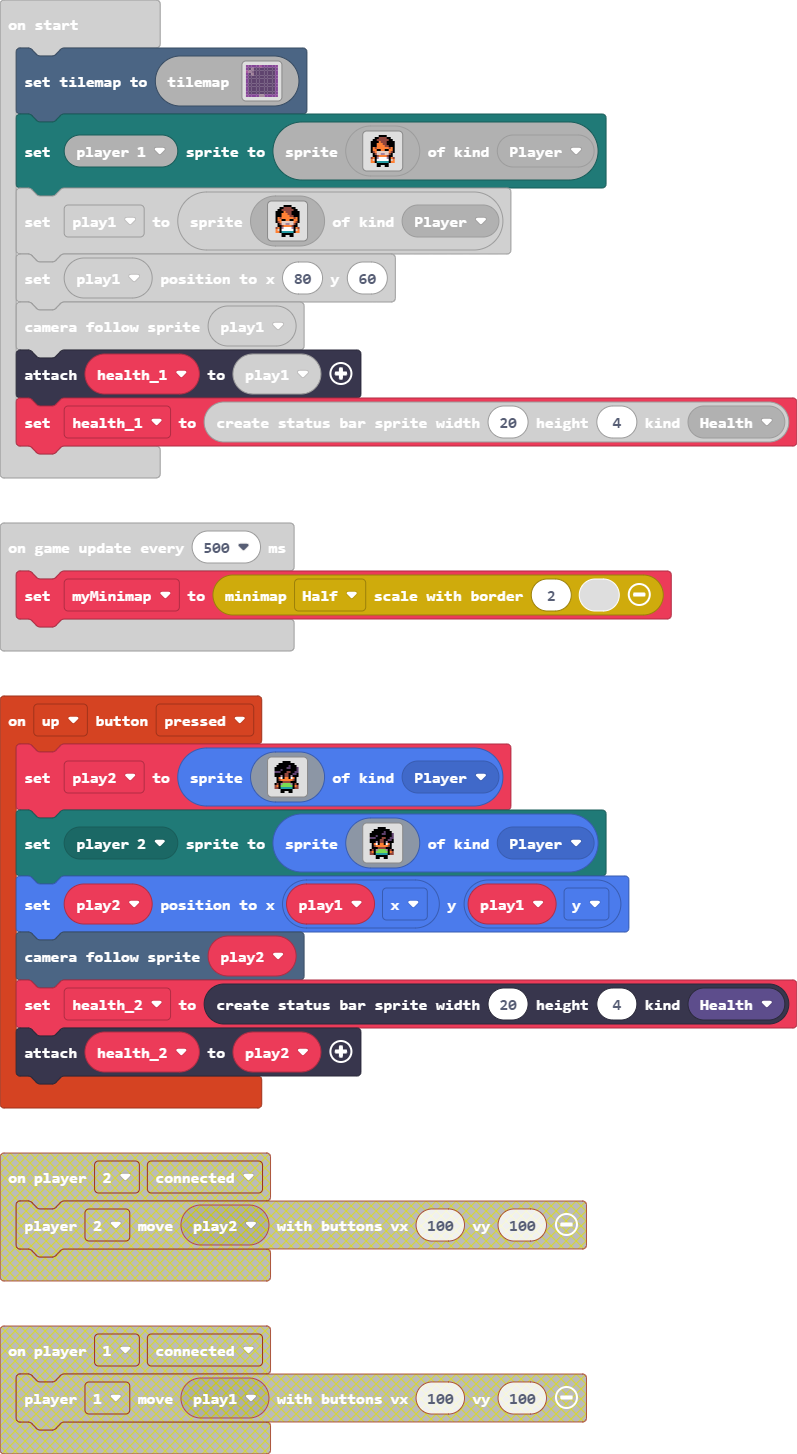 on start
set tilemap to tilemap
set player 1 sprite to sprite of kind Player
set play1 to sprite of kind Player
set play1 position to x 80 y 60
camera follow sprite play1
attach health_1 to play1
set health_1 to create status bar sprite width 20 height 4 kind Health
on game update every 500 ms
set myMinimap to minimap Half scale with border 2
on up button pressed
set play2 to sprite of kind Player
set player 2 sprite to sprite of kind Player
set play2 position to x play1 x y play1 y
camera follow sprite play2
set health_2 to create status bar sprite width 20 height 4 kind Health
attach health_2 to play2
on player 2 connected
player 2 move play2 with buttons vx 100 vy 100
on player 1 connected
player 1 move play1 with buttons vx 100 vy 100